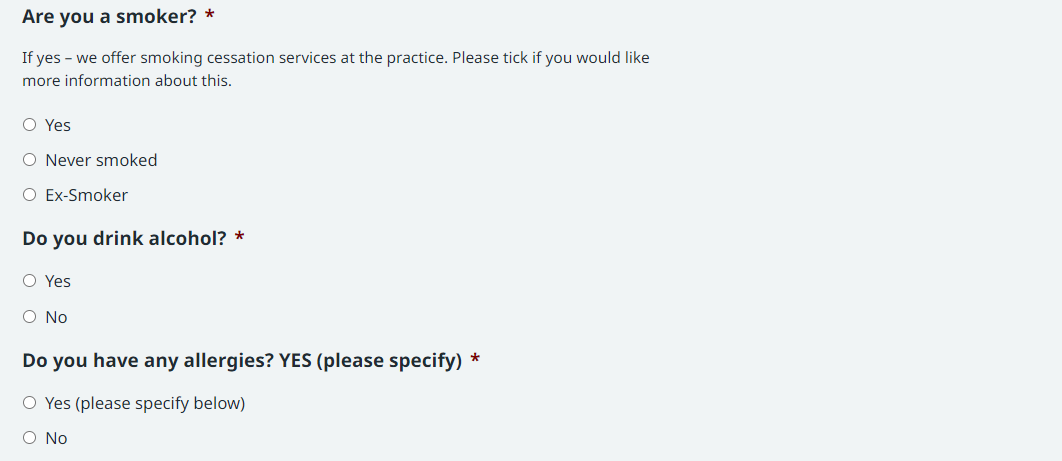 Are you a smoker? *
If yes – we offer smoking cessation services at the practice. Please tick if you would like
more information about this.
Yes
Never smoked
Ex-Smoker
Do you drink alcohol? *
Yes
No
Do you have any allergies? YES (please specify) *
Yes (please specify below)
No